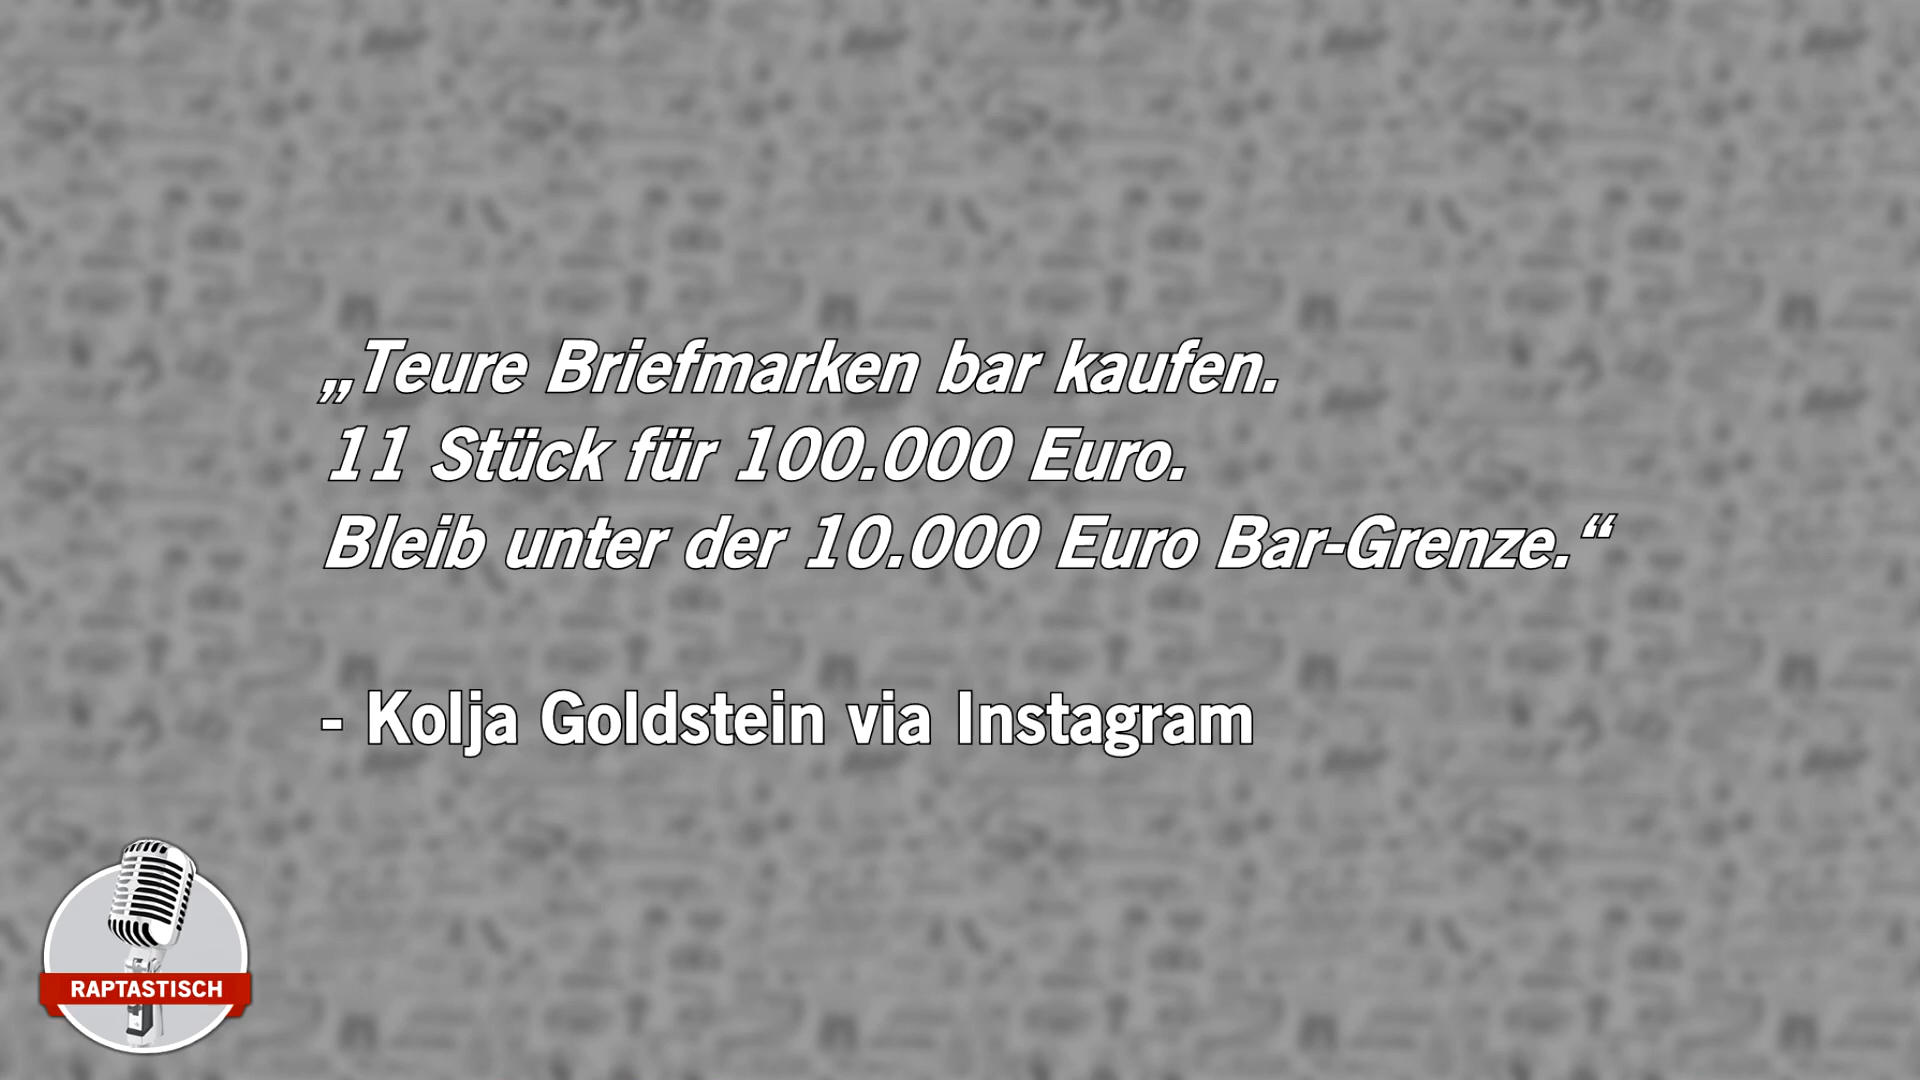 „Teure Briefmarken bar kaufen.
11 Stück für 100.000 Euro.
Bleib unter der 10.000 Euro Bar-Grenze.“
- Kolja Goldstein via Instagram
RAPTASTISCH